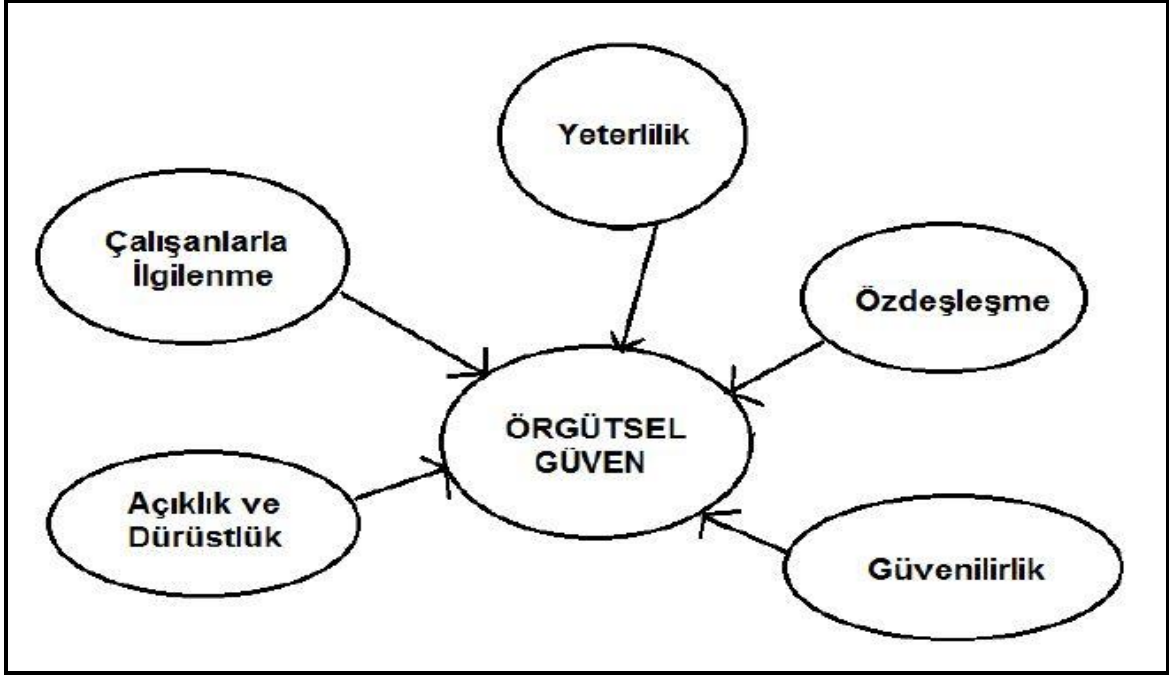 Yeterlilik
Çalışanlarla
İlgilenme
Özdeşleşme
ÖRGÜTSEL
GÜVEN
Açıklık ve
Dürüstlük
Güvenilirlik